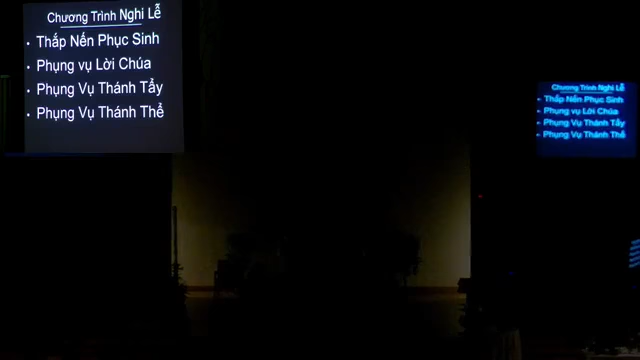 Chương Trình Nghi Lễ
• Thắp Nến Phục Sinh
• Phụng vụ Lời Chúa
• Phụng Vụ Thánh Tẩy
• Phụng Vụ Thánh Thể
Chương Trình Nghi Lễ
• Thắp Nến Phục Sinh
• Phụng vụ Lời Chúa
• Phụng Vụ Thánh Tẩy
• Phụng Vụ Thánh Thể